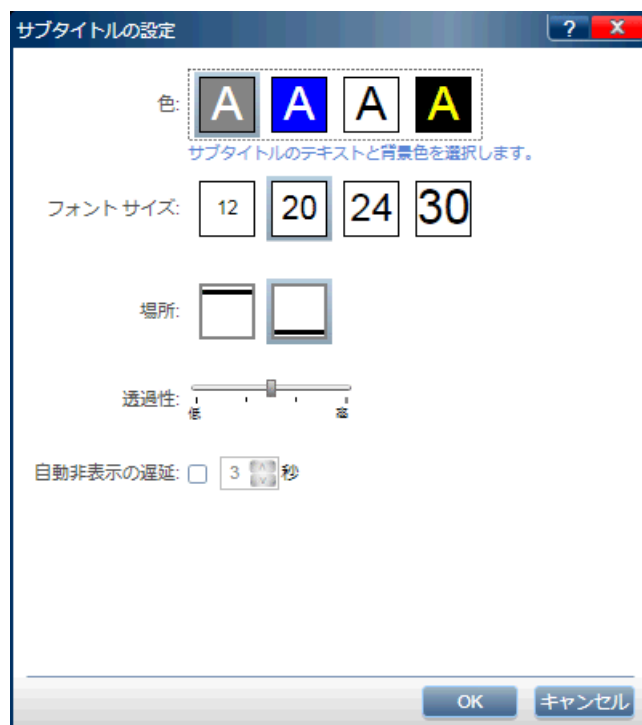 サブタイトルの設定 ? X
色: A A A A
サブタイトルのテキストと背景色を選択します。
フォント サイズ: 12 20 24 30
場所:
透過性:
低 高
自動非表示の遅延: 3 秒
OK キャンセル